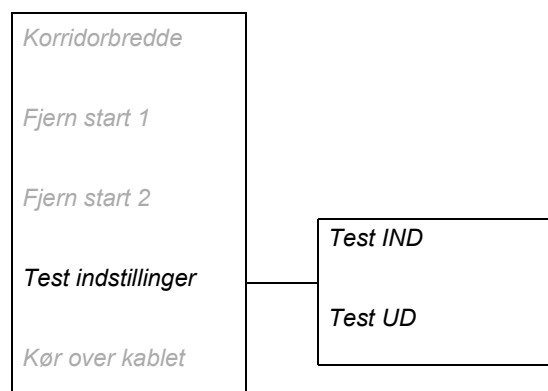 Korridorbredde
Fjern start 1
Fjern start 2
Test indstillinger
Kør over kablet
Test IND
Test UD